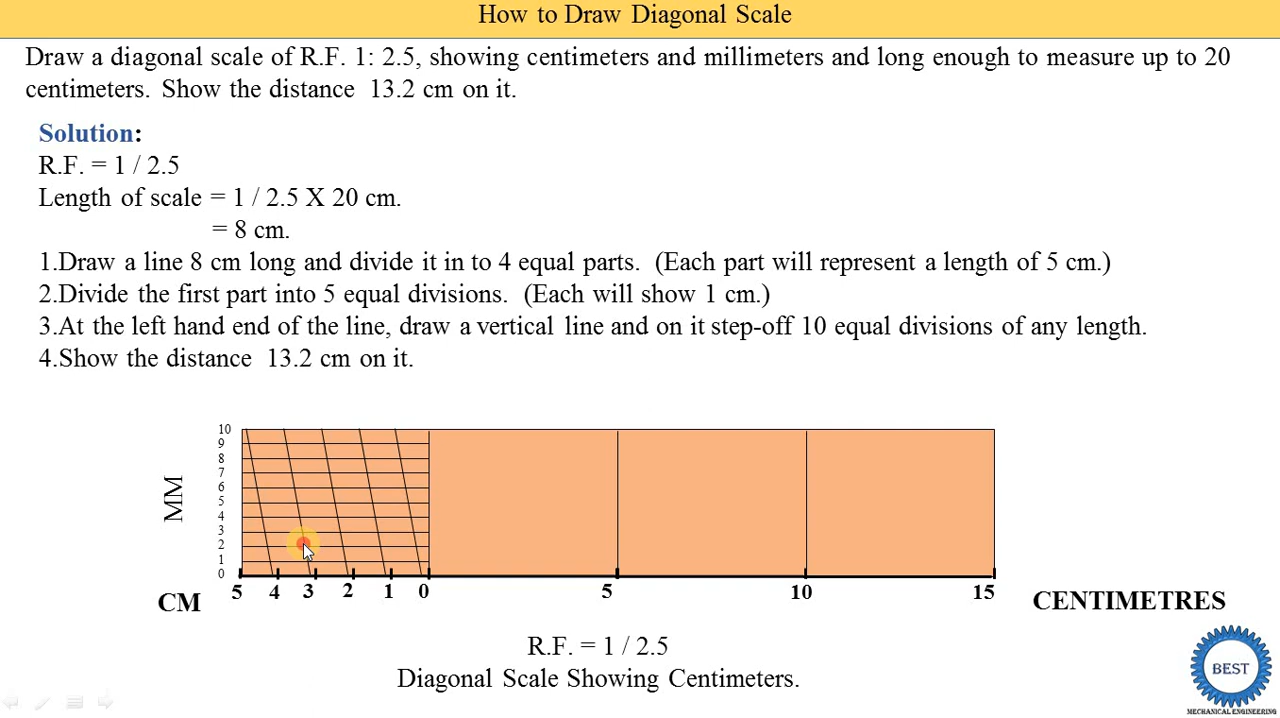 How to Draw Diagonal Scale
Draw a diagonal scale of R.F. 1: 2.5, showing centimeters and millimeters and long enough to measure up to 20
centimeters. Show the distance 13.2 cm on it.
Solution:
R.F. = 1 / 2.5
Length of scale = 1 / 2.5 X 20 cm.
= 8 cm.
1.Draw a line 8 cm long and divide it in to 4 equal parts. (Each part will represent a length of 5 cm.)
2.Divide the first part into 5 equal divisions. (Each will show 1 cm.)
3.At the left hand end of the line, draw a vertical line and on it step-off 10 equal divisions of any length.
4.Show the distance 13.2 cm on it.
10
9
8
7
6
5
4
3
2
1
0
MM
5 4 3 2 1 0 5 10 15
CM
CENTIMETRES
R.F. = 1 / 2.5
Diagonal Scale Showing Centimeters.
BEST
MECHANICAL ENGINEERING